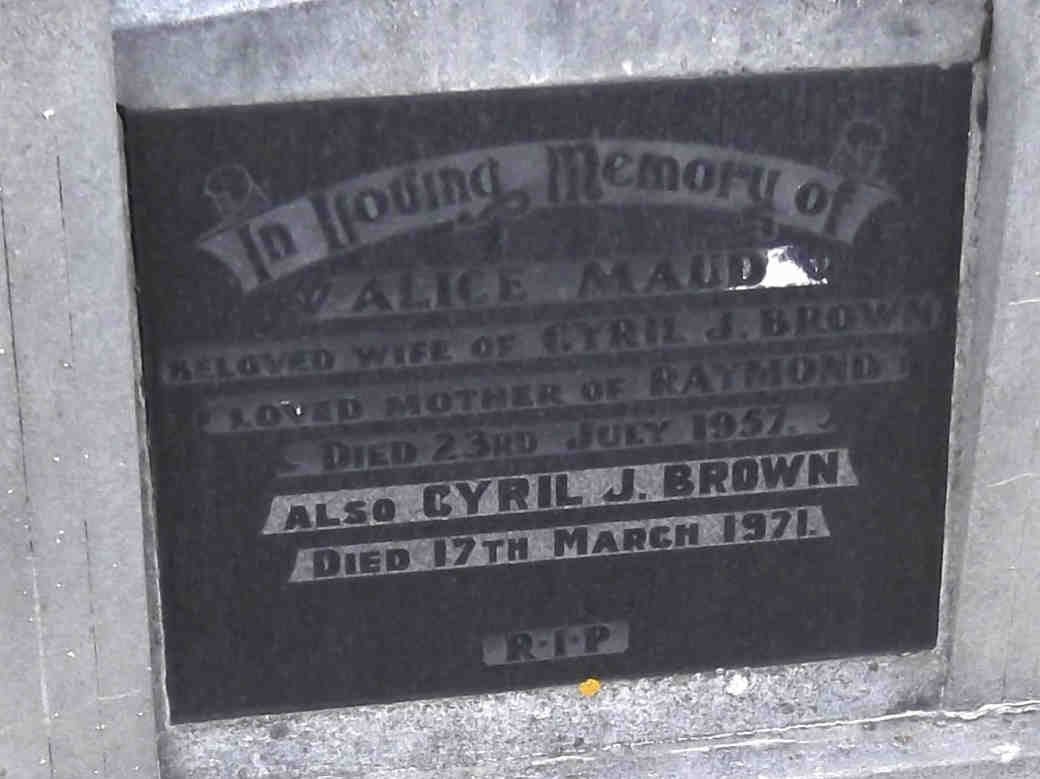 In Loving Memory of
ALICE MAUD
BELOVED WIFE OF CYRIL J. BROWN
LOVED MOTHER OF RAYMOND
DIED 23RD JULY 1957.
ALSO CYRIL J. BROWN
DIED 17TH MARCH 1971.
R·I·P